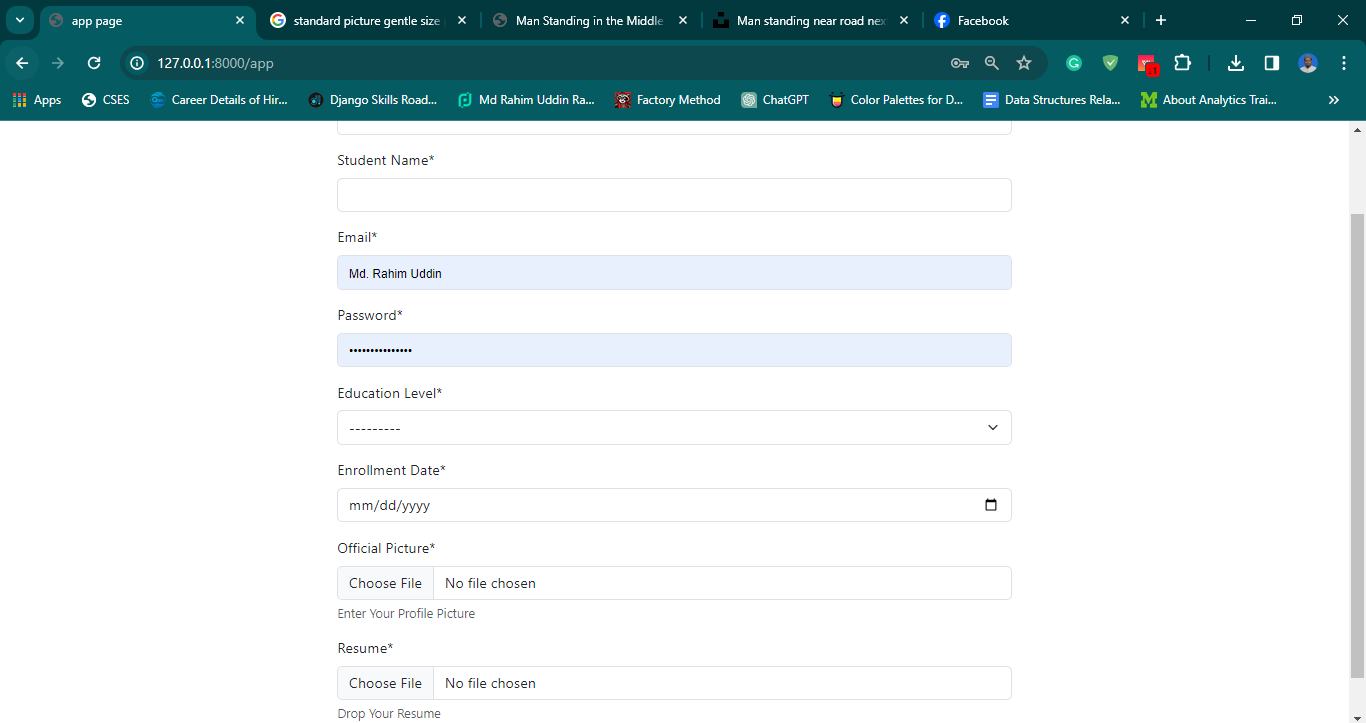 app page
standard picture gentle size
Man Standing in the Middle
Man standing near road nex
Facebook
127.0.0.1:8000/app
Apps
CSES
Career Details of Hir...
Django Skills Road...
Md Rahim Uddin Ra...
Factory Method
ChatGPT
Color Palettes for D...
Data Structures Rela...
About Analytics Trai...
Student Name*
Email*
Md. Rahim Uddin
Password*
•••••••••••••••
Education Level*
---------
Enrollment Date*
mm/dd/yyyy
Official Picture*
Choose File No file chosen
Enter Your Profile Picture
Resume*
Choose File No file chosen
Drop Your Resume